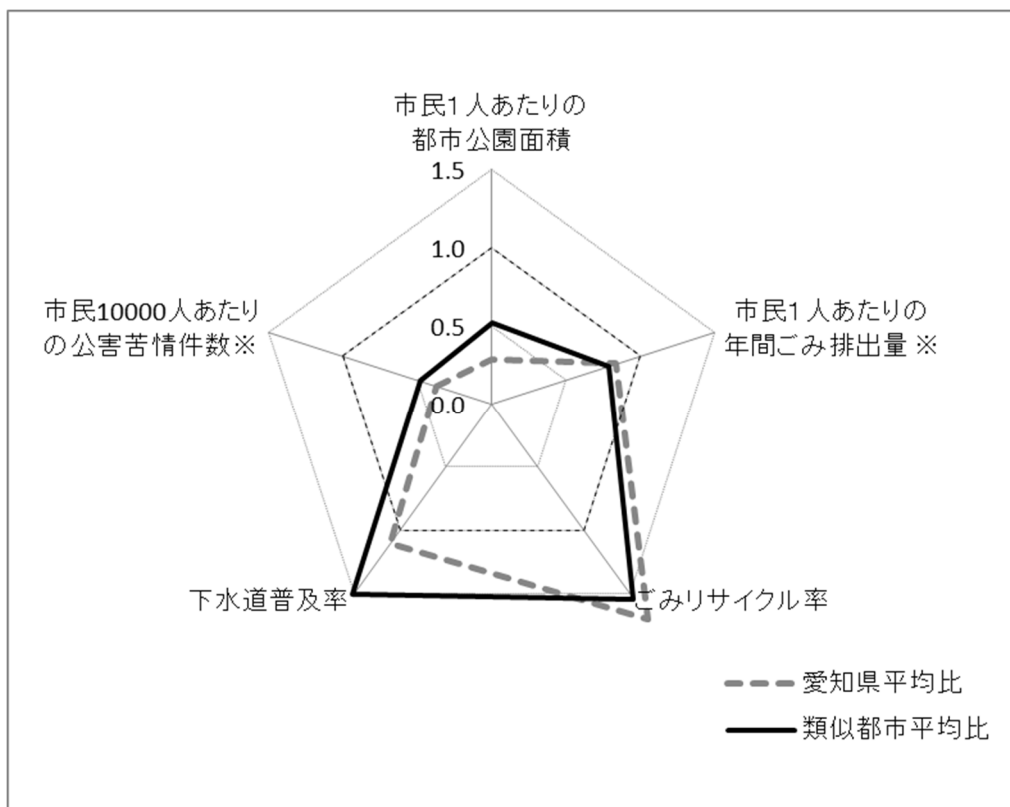 市民1人あたりの
都市公園面積
1.5
1.0
0.5
0.0
市民10000人あたり
の公害苦情件数※
市民1人あたりの
年間ごみ排出量※
下水道普及率
ごみリサイクル率
愛知県平均比
類似都市平均比